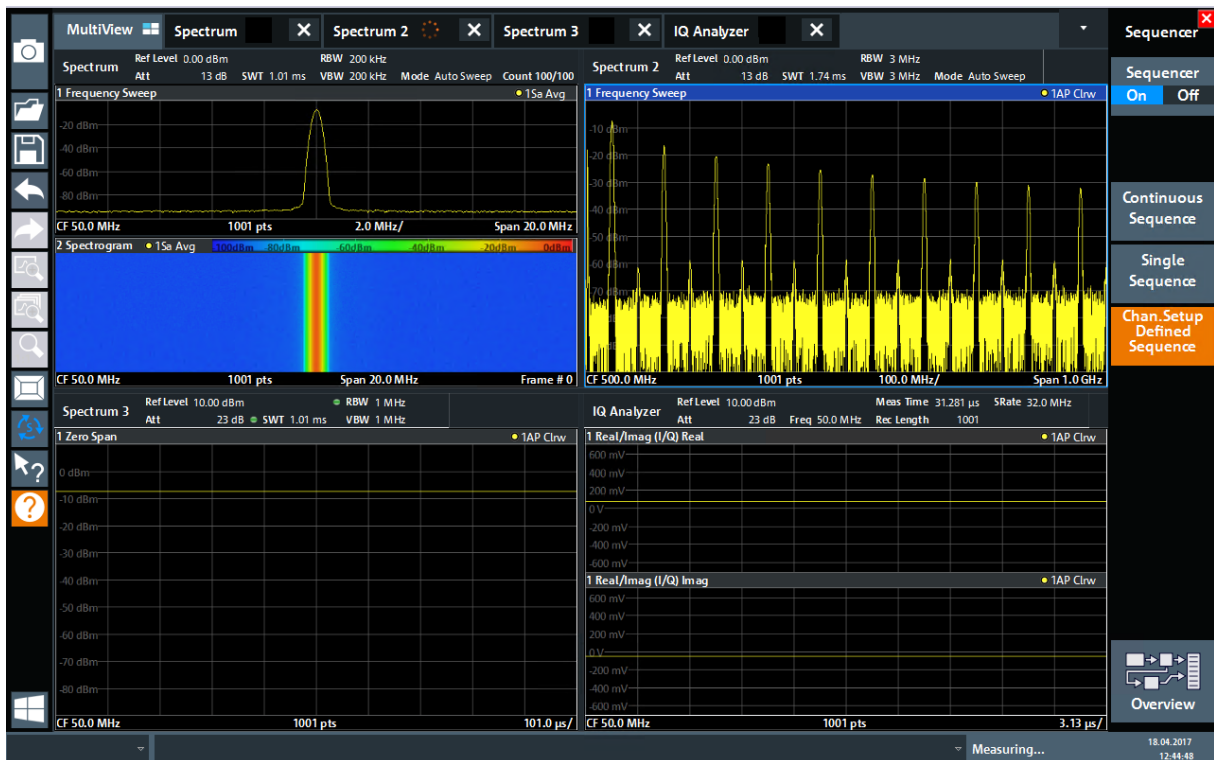 MultiView Spectrum Spectrum 2 Spectrum 3 IQ Analyzer
Sequencer
Spectrum
Ref Level 0.00 dBm RBW 200 kHz
Att 13 dB SWT 1.01 ms VBW 200 kHz Mode Auto Sweep Count 100/100
1 Frequency Sweep 1Sa Avg
-20 dBm
-40 dBm
-60 dBm
-80 dBm
CF 50.0 MHz 1001 pts 2.0 MHz/ Span 20.0 MHz
2 Spectrogram 1Sa Avg -100dBm -80dBm -60dBm -40dBm -20dBm 0dBm
CF 50.0 MHz 1001 pts Span 20.0 MHz Frame # 0
Spectrum 2
Ref Level 0.00 dBm RBW 3 MHz
Att 13 dB SWT 1.74 ms VBW 3 MHz Mode Auto Sweep
1 Frequency Sweep 1AP Clrw
-10 dBm
-20 dBm
-30 dBm
-40 dBm
-50 dBm
-60 dBm
-70 dBm
CF 500.0 MHz 1001 pts 100.0 MHz/ Span 1.0 GHz
Spectrum 3
Ref Level 10.00 dBm RBW 1 MHz
Att 23 dB SWT 1.01 ms VBW 1 MHz
1 Zero Span 1AP Clrw
0 dBm
-10 dBm
-20 dBm
-30 dBm
-40 dBm
-50 dBm
-60 dBm
-70 dBm
-80 dBm
CF 50.0 MHz 1001 pts 101.0 µs/
IQ Analyzer
Ref Level 10.00 dBm Meas Time 31.281 µs SRate 32.0 MHz
Att 23 dB Freq 50.0 MHz Rec Length 1001
1 Real/Imag (I/Q) Real 1AP Clrw
600 mV
400 mV
200 mV
0 V
-200 mV
-400 mV
-600 mV
1 Real/Imag (I/Q) Imag 1AP Clrw
600 mV
400 mV
200 mV
0 V
-200 mV
-400 mV
-600 mV
CF 50.0 MHz 1001 pts 3.13 µs/
Sequencer
On Off
Continuous
Sequence
Single
Sequence
Chan.Setup
Defined
Sequence
Overview
Measuring...
18.04.2017
12:44:48